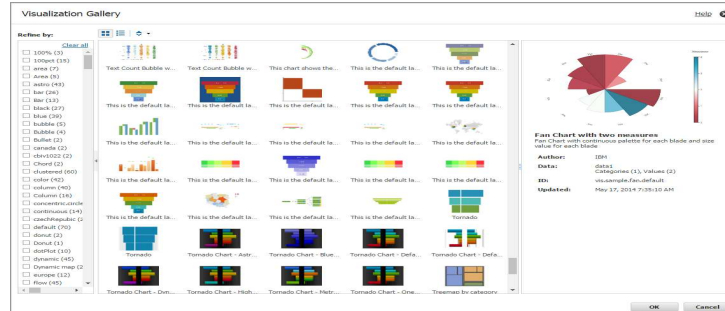 Visualization Gallery
Help
Refine by:
Clear all
100% (3)
100pct (15)
area (7)
Area (5)
astro (43)
bar (26)
Bar (13)
black (27)
blue (39)
bubble (5)
Bubble (4)
Bullet (2)
canada (2)
cbrv1022 (2)
Chord (2)
clustered (60)
color (42)
column (40)
Column (16)
concentric.circle
continuous (14)
czechRepubic (2
default (70)
donut (2)
Donut (1)
dotPlot (10)
dynamic (45)
Dynamic map (2
europe (12)
flow (45)
Text Count Bubble w... Text Count Bubble w... This chart shows the... This is the default la... This is the default la...
This is the default la... This is the default la... This is the default la... This is the default la... This is the default la...
This is the default la... This is the default la... This is the default la... This is the default la... This is the default la...
This is the default la... This is the default la... This is the default la... This is the default la... This is the default la...
This is the default la... This is the default la... This is the default la... This is the default la... Tornado
Tornado Tornado Chart - Astr... Tornado Chart - Blue... Tornado Chart - Defa... Tornado Chart - Defa...
Tornado Chart - Dyn... Tornado Chart - High... Tornado Chart - Metr... Tornado Chart - One... Treemap by category
Fan Chart with two measures
Fan Chart with continuous palette for each blade and size
value for each blade
Author: IBM
Data: data1
Categories (1), Values (2)
ID: vis.sample.fan.default
Updated: May 17, 2014 7:35:10 AM
OK Cancel